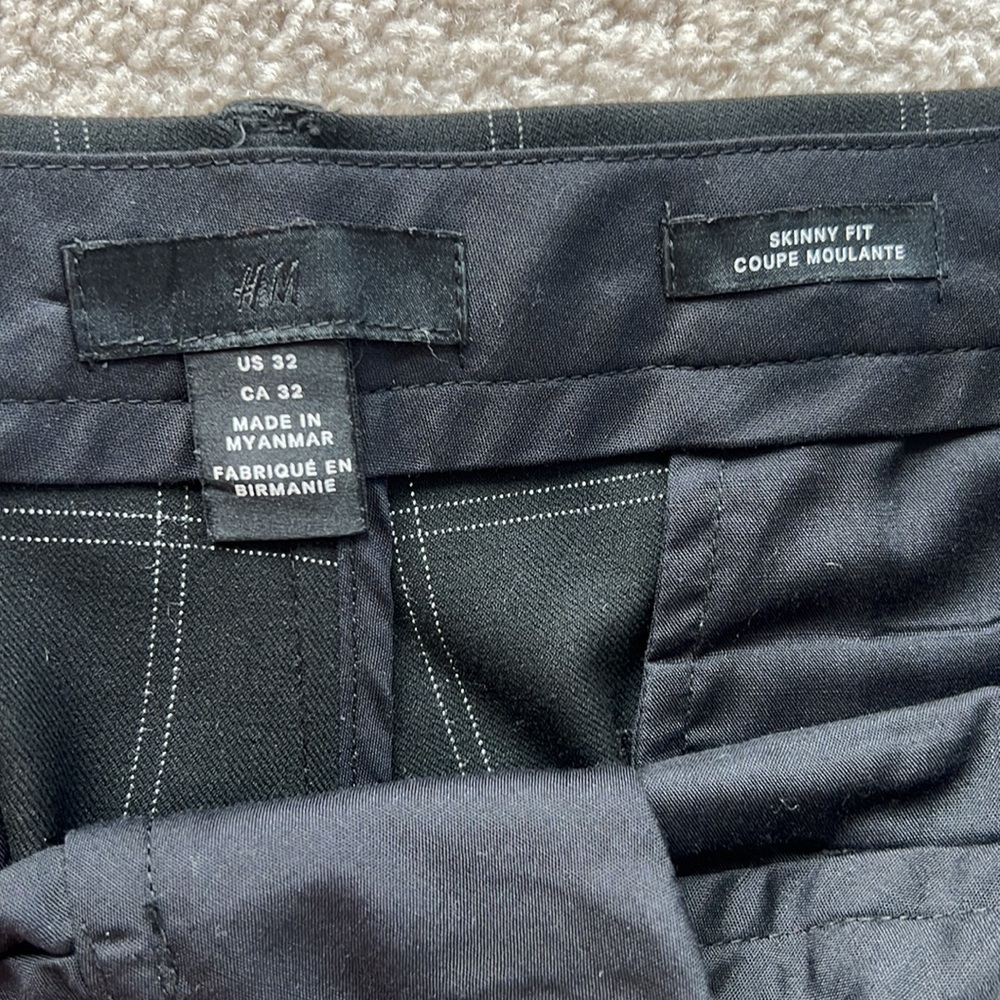 H&M
US 32
CA 32
MADE IN
MYANMAR
FABRIQUÉ EN
BIRMANIE
SKINNY FIT
COUPE MOULANTE